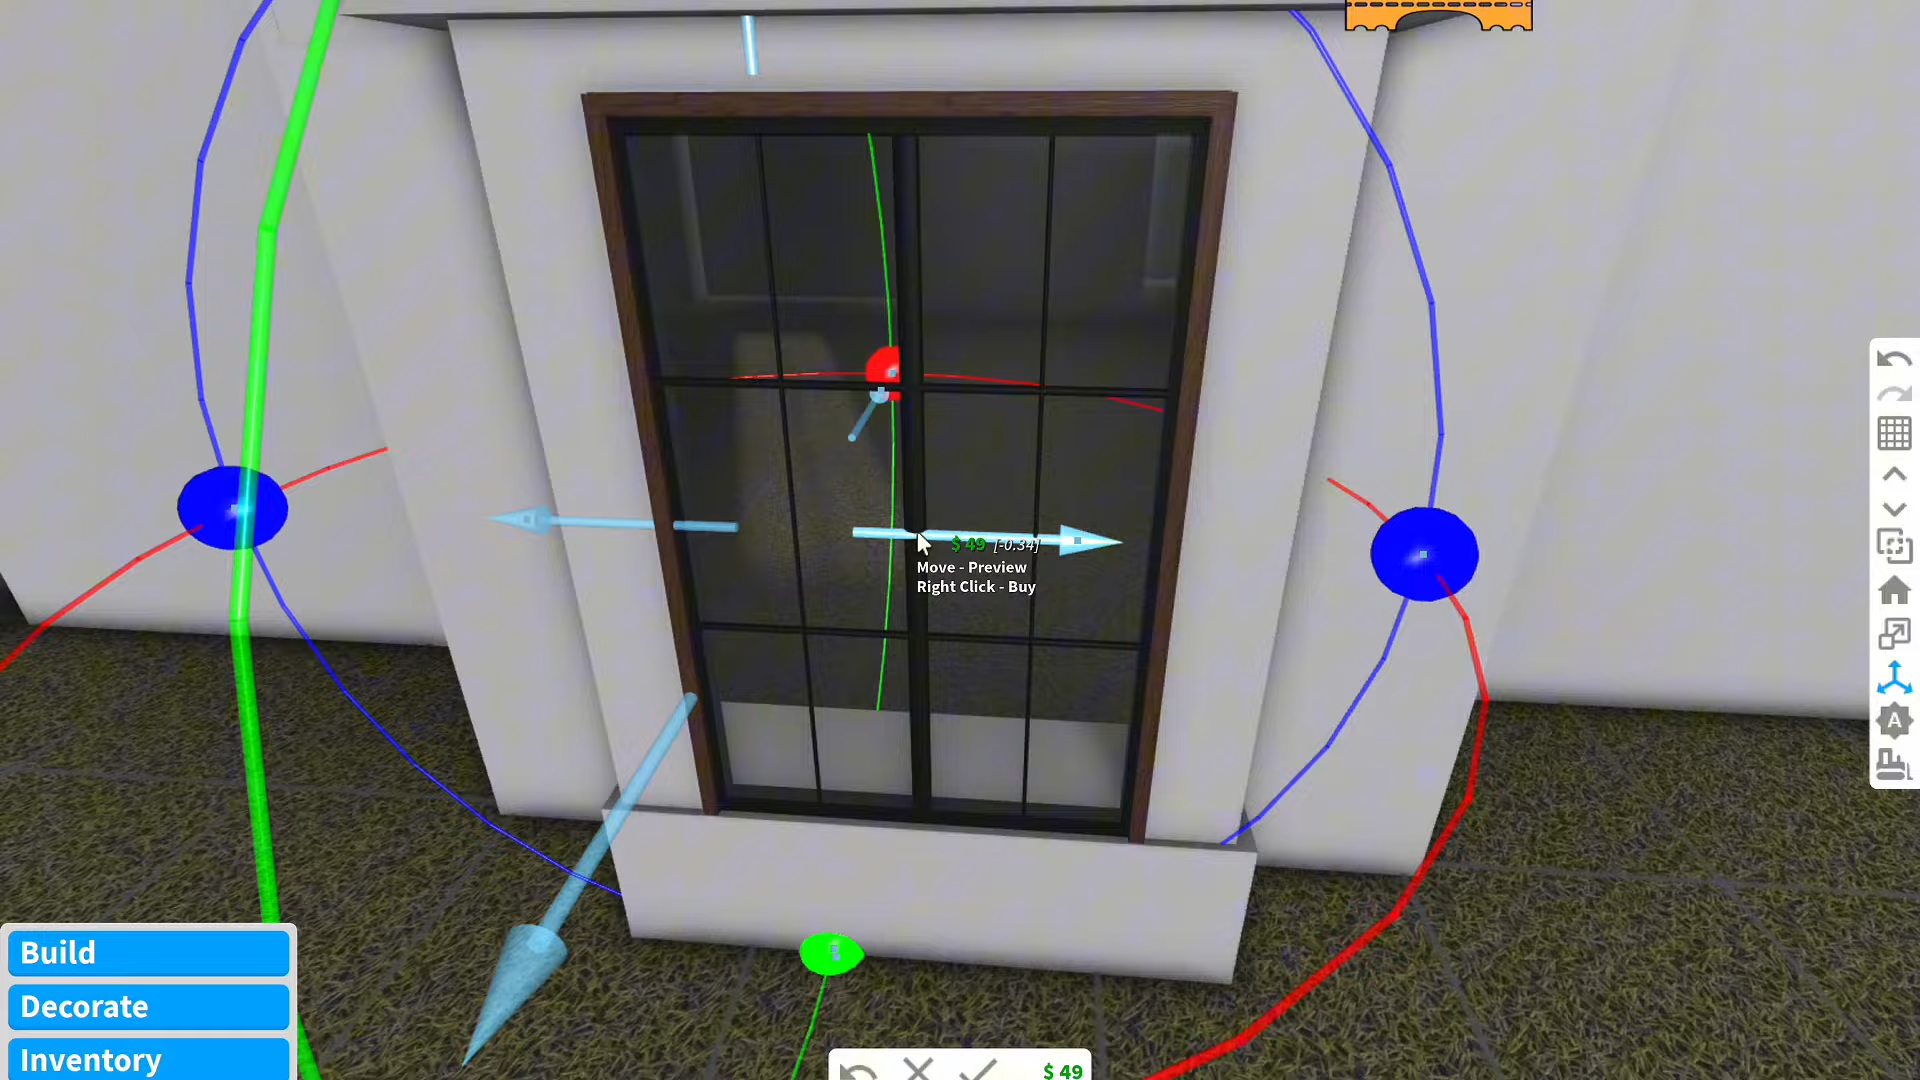 $ 49 [-0.34]
Move - Preview
Right Click - Buy
A
Build
Decorate
Inventory
$ 49